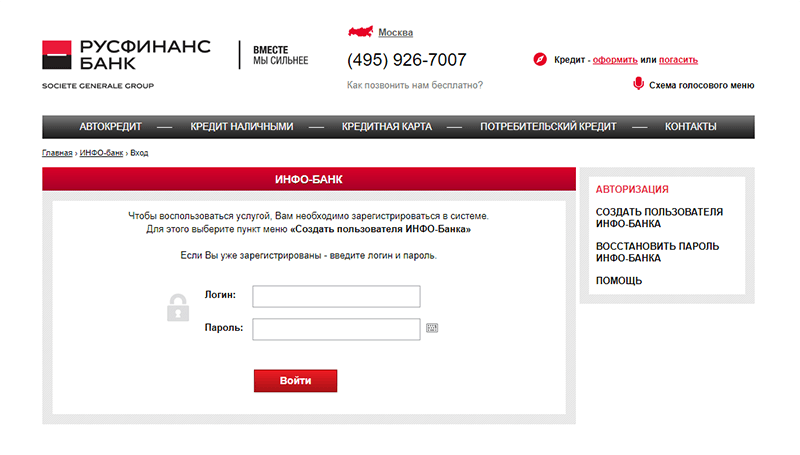 РУСФИНАНС
БАНК
SOCIETE GENERALE GROUP
ВМЕСТЕ
МЫ СИЛЬНЕЕ
Москва
(495) 926-7007
Как позвонить нам бесплатно?
Кредит - оформить или погасить
Схема голосового меню
АВТОКРЕДИТ — КРЕДИТ НАЛИЧНЫМИ — КРЕДИТНАЯ КАРТА — ПОТРЕБИТЕЛЬСКИЙ КРЕДИТ — КОНТАКТЫ
Главная › ИНФО-банк › Вход
ИНФО-БАНК
Чтобы воспользоваться услугой, Вам необходимо зарегистрироваться в системе.
Для этого выберите пункт меню «Создать пользователя ИНФО-Банка»
Если Вы уже зарегистрированы - введите логин и пароль.
Логин:
Пароль:
Войти
АВТОРИЗАЦИЯ
СОЗДАТЬ ПОЛЬЗОВАТЕЛЯ
ИНФО-БАНКА
ВОССТАНОВИТЬ ПАРОЛЬ
ИНФО-БАНКА
ПОМОЩЬ